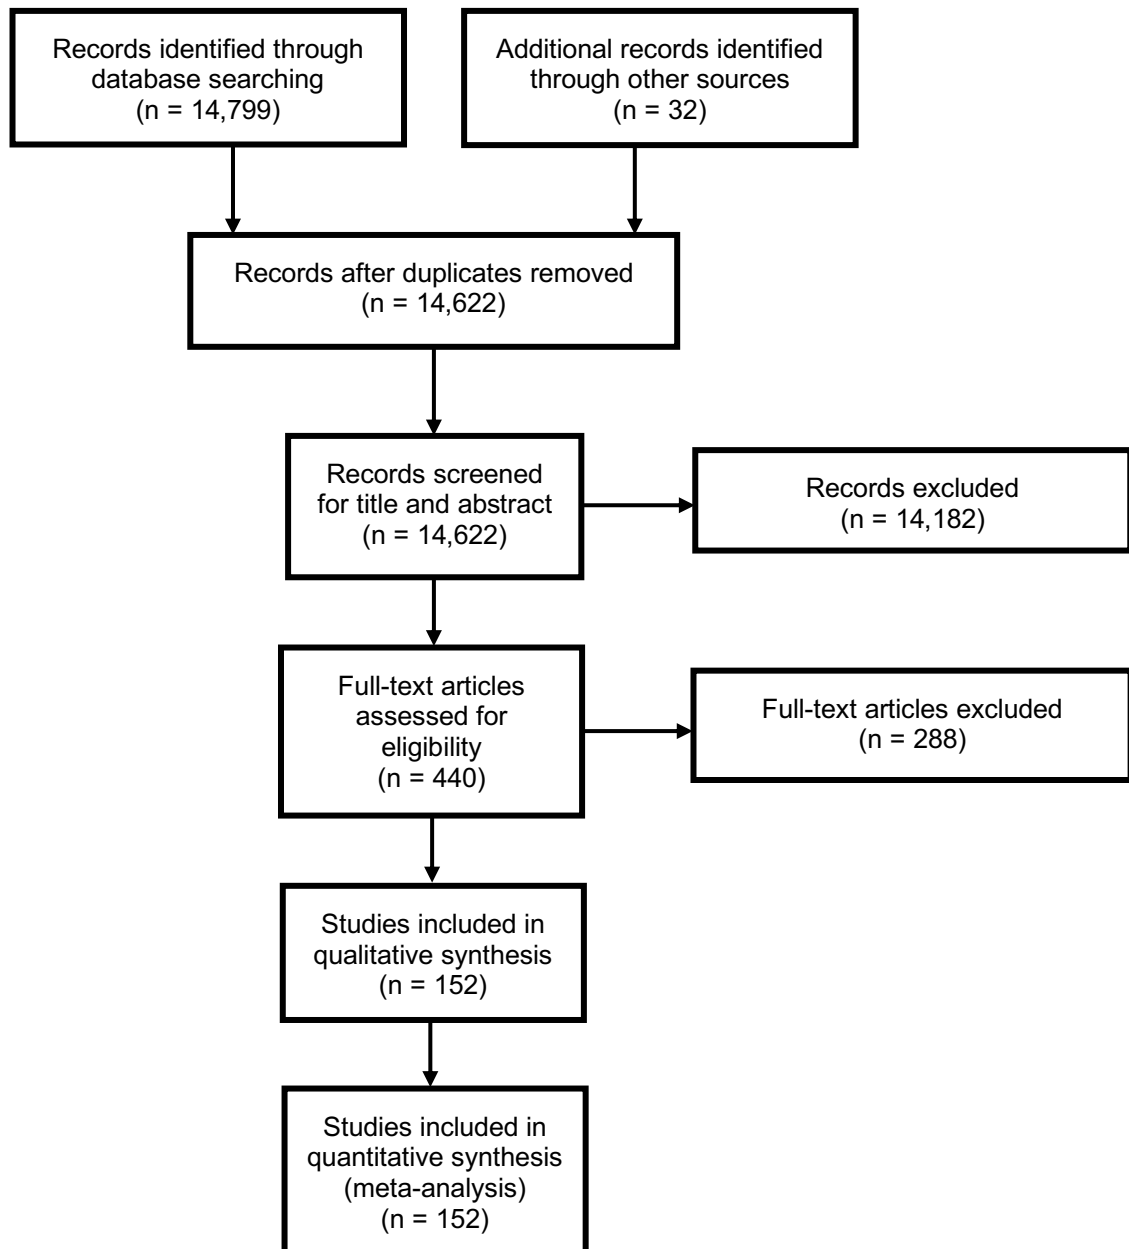 Records identified through
database searching
(n = 14,799)
Additional records identified
through other sources
(n = 32)
Records after duplicates removed
(n = 14,622)
Records screened
for title and abstract
(n = 14,622)
Records excluded
(n = 14,182)
Full-text articles
assessed for
eligibility
(n = 440)
Full-text articles excluded
(n = 288)
Studies included in
qualitative synthesis
(n = 152)
Studies included in
quantitative synthesis
(meta-analysis)
(n = 152)